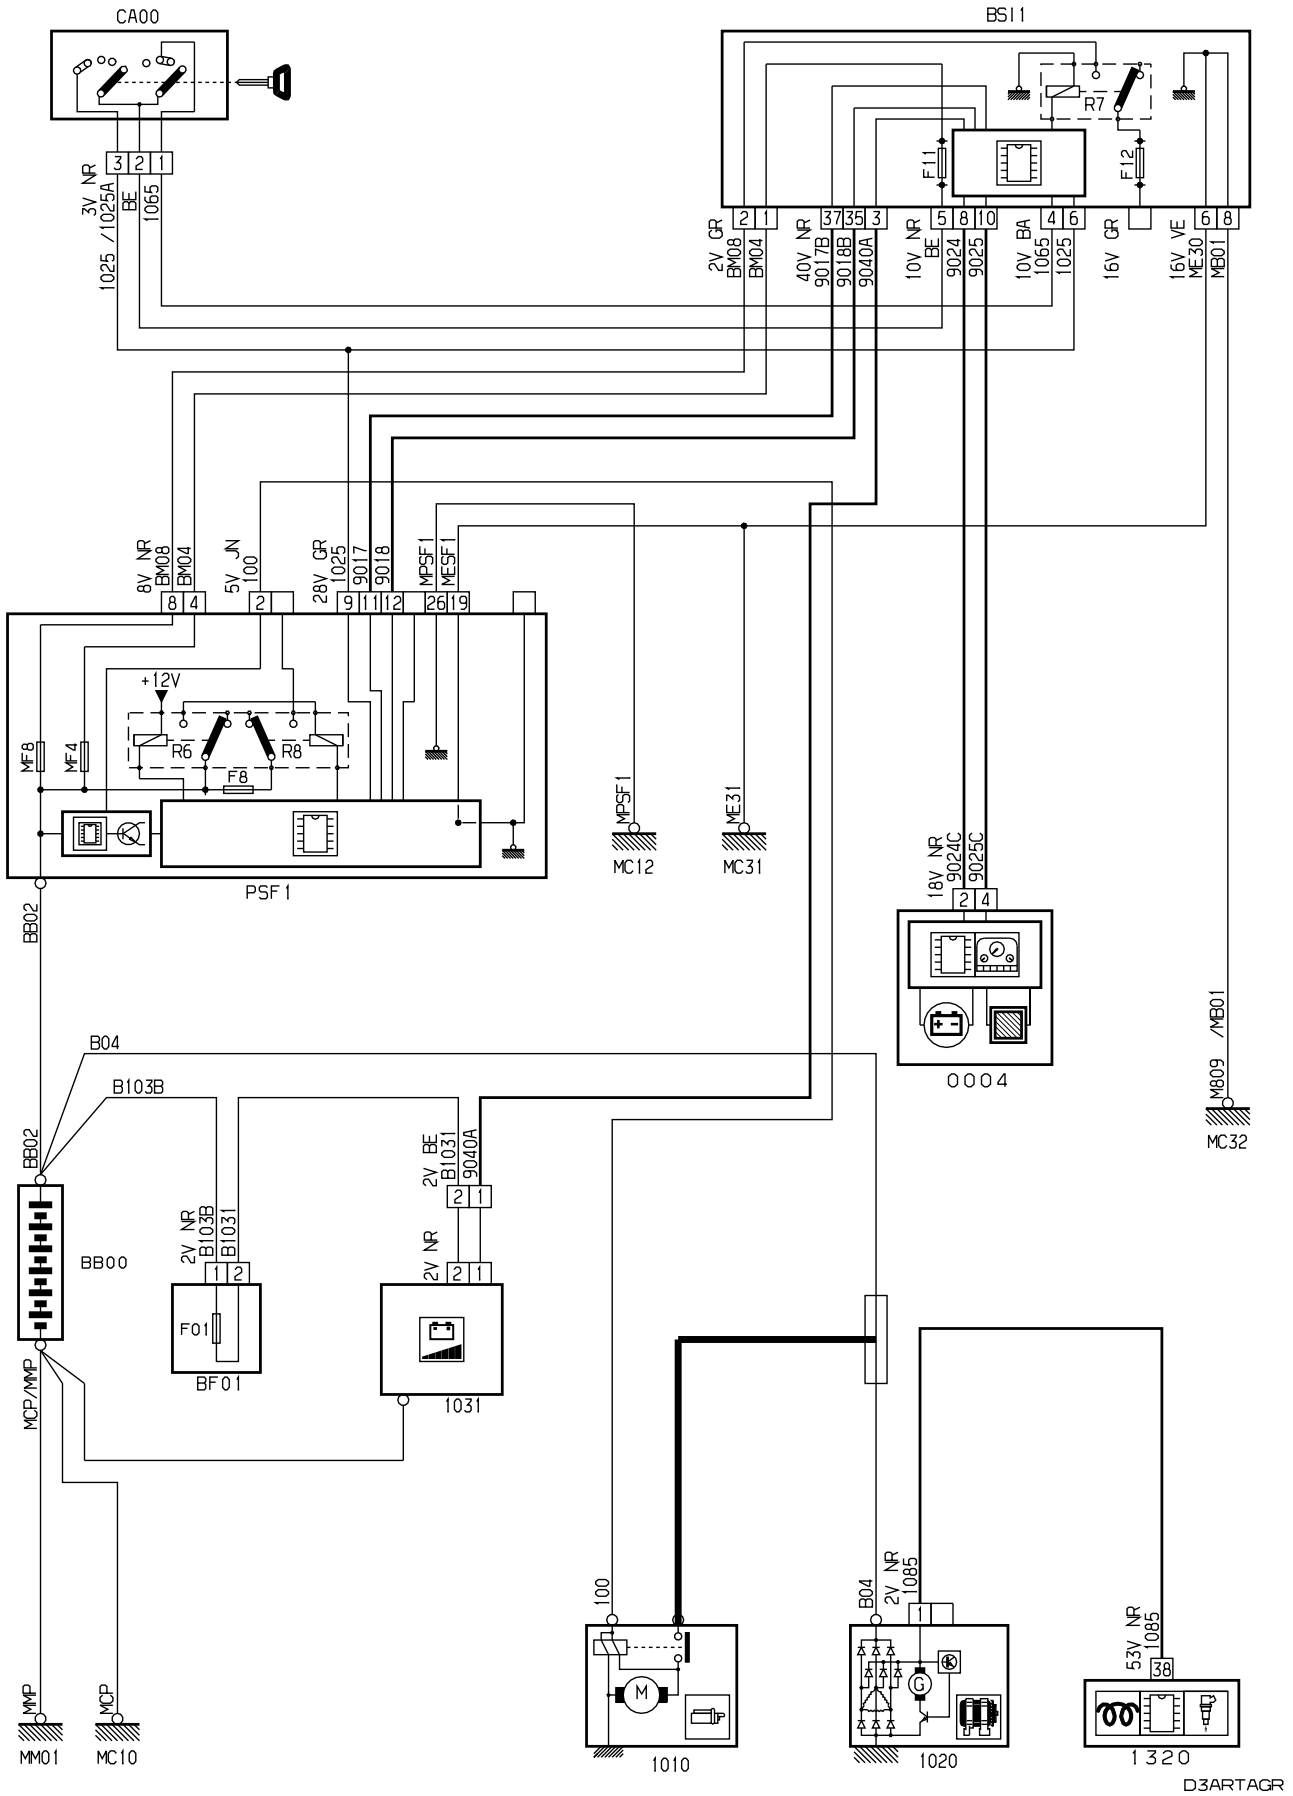 CA00
BSI1
R7
F11
F12
3 2 1
3V NR
1025 /1025A
BE
1065
2 1
37 35 3
5 8 10
4 6
6 8
2V GR
BM08
BM04
40V NR
9017B
9018B
9040A
10V NR
BE
9024
9025
10V BA
1065
1025
16V GR
16V VE
ME30
MB01
8V NR
BM08
BM04
5V JN
100
28V GR
1025
9017
9018
MPSF1
MESF1
8 4
2
9 11 12 26 19
+12V
MF8
MF4
R6
R8
F8
PSF1
MPSF1
MC12
ME31
MC31
18V NR
9024C
9025C
2 4
0004
BB02
M809 /MB01
MC32
B04
B103B
BB02
2V BE
B1031
9040A
2 1
2V NR
B103B
B1031
2V NR
1 2
2 1
BB00
F01
BF01
1031
MCP/MMP
100
B04
2V NR
1085
1
53V NR
1085
38
MMP
MCP
M
G
MM01
MC10
1010
1020
1320
D3ARTAGR